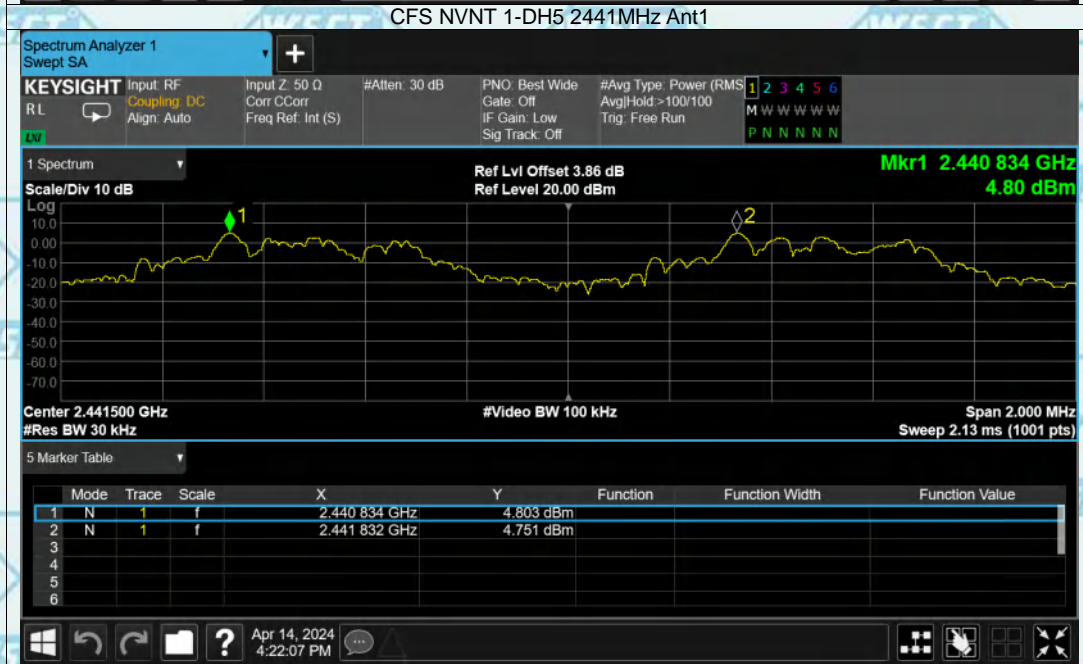 CFS NVNT 1-DH5 2441MHz Ant1
Spectrum Analyzer 1
Swept SA
+
KEYSIGHT Input: RF Input Z: 50 Ω #Atten: 30 dB PNO: Best Wide #Avg Type: Power (RMS 1 2 3 4 5 6
R L Coupling: DC Corr CCorr Gate: Off Avg|Hold:>100/100 M W W W W W
Align: Auto Freq Ref: Int (S) IF Gain: Low Trig: Free Run
LXI Sig Track: Off P N N N N N
1 Spectrum Ref Lvl Offset 3.86 dB Mkr1 2.440 834 GHz
Scale/Div 10 dB Ref Level 20.00 dBm 4.80 dBm
Log
1 2
10.0
0.00
-10.0
-20.0
-30.0
-40.0
-50.0
-60.0
-70.0
Center 2.441500 GHz #Video BW 100 kHz Span 2.000 MHz
#Res BW 30 kHz Sweep 2.13 ms (1001 pts)
5 Marker Table
Mode Trace Scale X Y Function Function Width Function Value
1 N 1 f 2.440 834 GHz 4.803 dBm
2 N 1 f 2.441 832 GHz 4.751 dBm
3
4
5
6
? Apr 14, 2024
4:22:07 PM